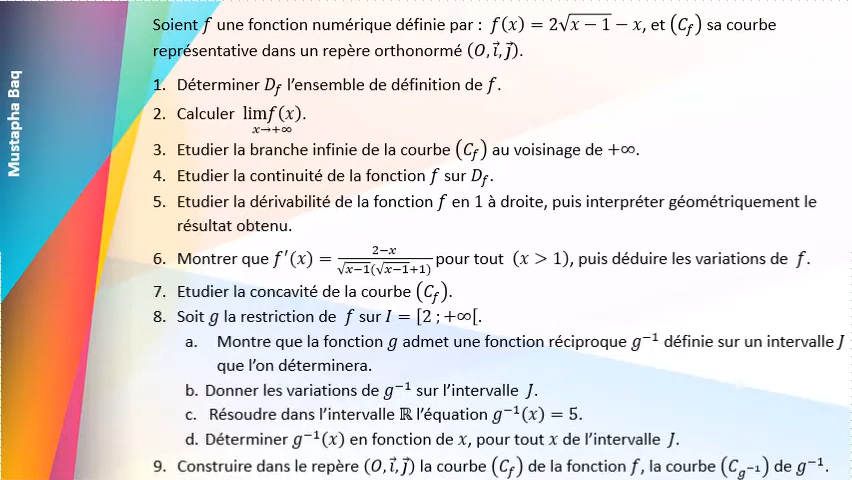 Mustapha Baq
Soient f une fonction numérique définie par : f(x) = 2√(x − 1) − x, et (C_f) sa courbe
représentative dans un repère orthonormé (O, i⃗, j⃗).
1. Déterminer D_f l'ensemble de définition de f.
2. Calculer lim f(x).
x→+∞
3. Etudier la branche infinie de la courbe (C_f) au voisinage de +∞.
4. Etudier la continuité de la fonction f sur D_f.
5. Etudier la dérivabilité de la fonction f en 1 à droite, puis interpréter géométriquement le
résultat obtenu.
6. Montrer que f′(x) = (2−x)/(√(x−1)(√(x−1)+1)) pour tout (x > 1), puis déduire les variations de f.
7. Etudier la concavité de la courbe (C_f).
8. Soit g la restriction de f sur I = [2 ; +∞[.
a. Montre que la fonction g admet une fonction réciproque g⁻¹ définie sur un intervalle J
que l'on déterminera.
b. Donner les variations de g⁻¹ sur l'intervalle J.
c. Résoudre dans l'intervalle ℝ l'équation g⁻¹(x) = 5.
d. Déterminer g⁻¹(x) en fonction de x, pour tout x de l'intervalle J.
9. Construire dans le repère (O, i⃗, j⃗) la courbe (C_f) de la fonction f, la courbe (C_g⁻¹) de g⁻¹.